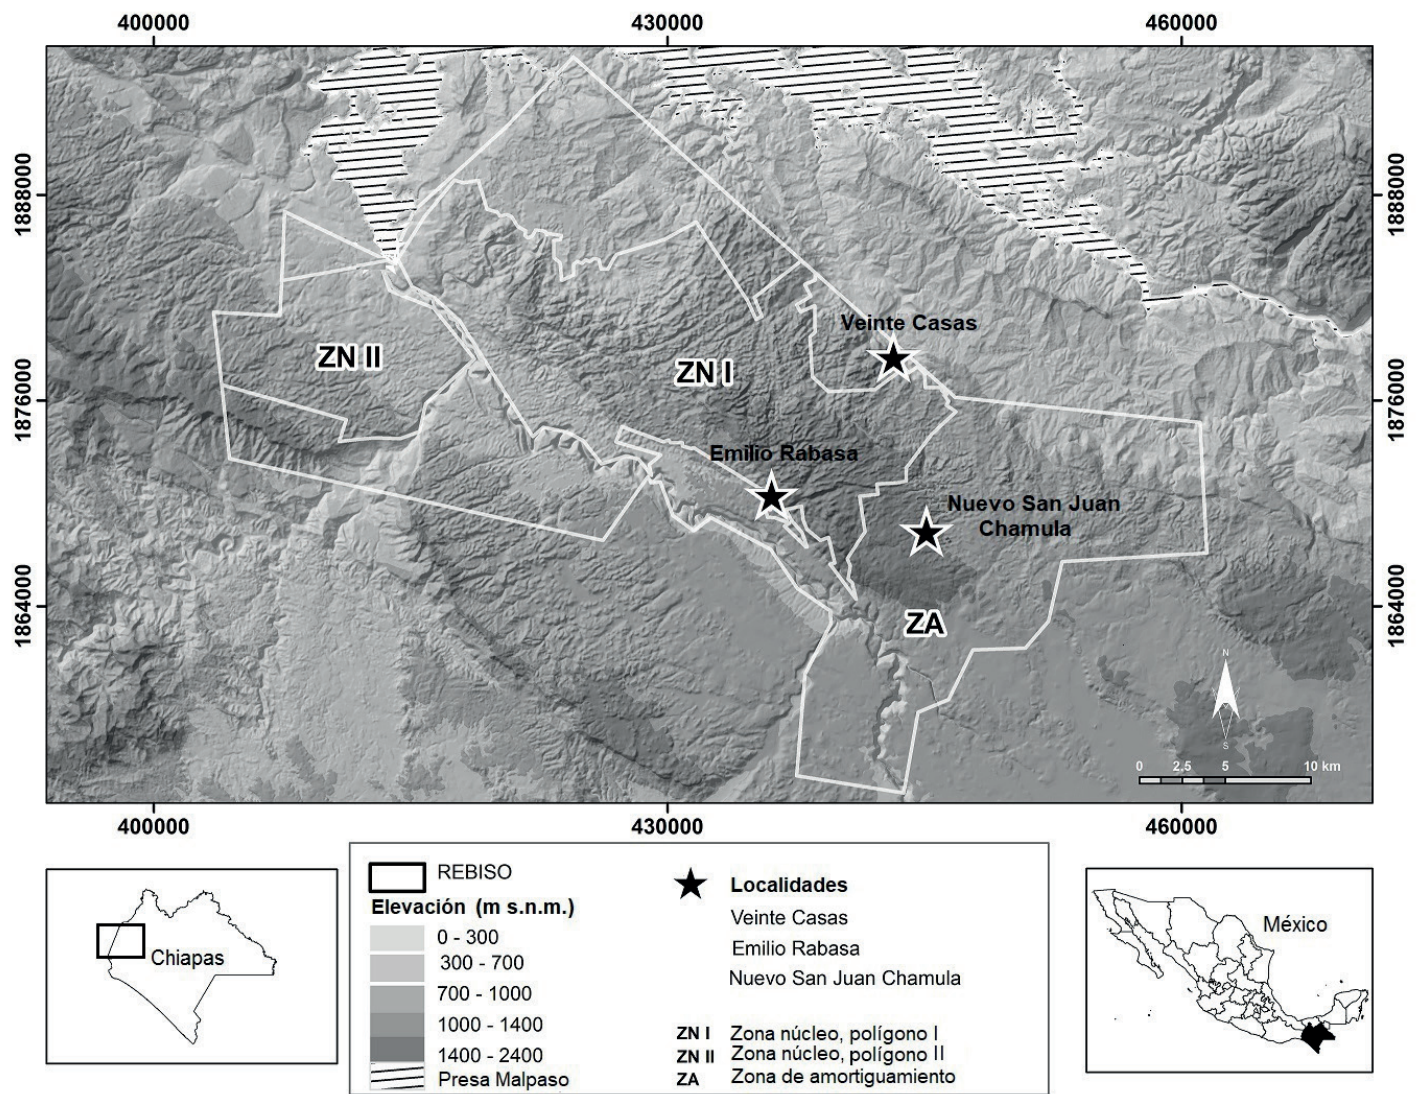 400000
430000
460000
1888000
1888000
Veinte Casas
ZN II
ZN I
1876000
1876000
Emilio Rabasa
Nuevo San Juan
Chamula
1864000
1864000
ZA
N
S
0 2,5 5 10 km
400000
430000
460000
REBISO
Elevación (m s.n.m.)
0 - 300
300 - 700
700 - 1000
1000 - 1400
1400 - 2400
Presa Malpaso
Localidades
Veinte Casas
Emilio Rabasa
Nuevo San Juan Chamula
ZN I Zona núcleo, polígono I
ZN II Zona núcleo, polígono II
ZA Zona de amortiguamiento
Chiapas
México